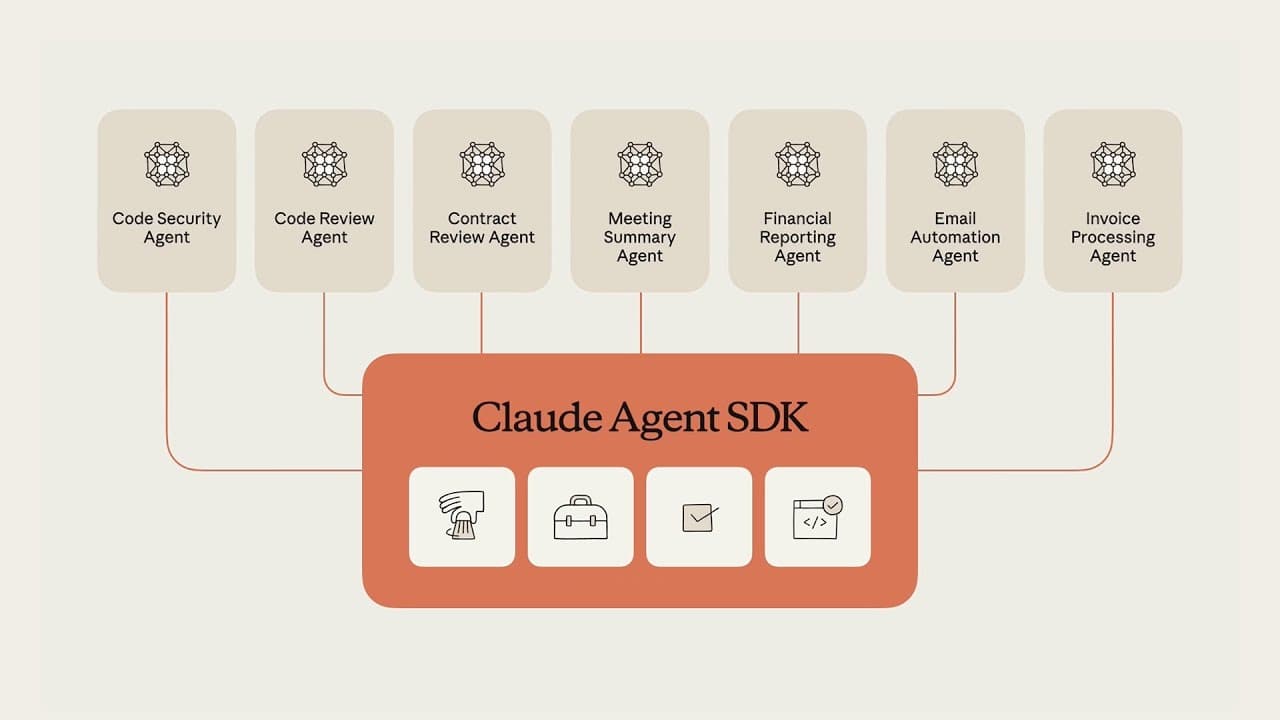 Code Security
Agent
Code Review
Agent
Contract
Review Agent
Meeting
Summary
Agent
Financial
Reporting
Agent
Email
Automation
Agent
Invoice
Processing
Agent
Claude Agent SDK
</>